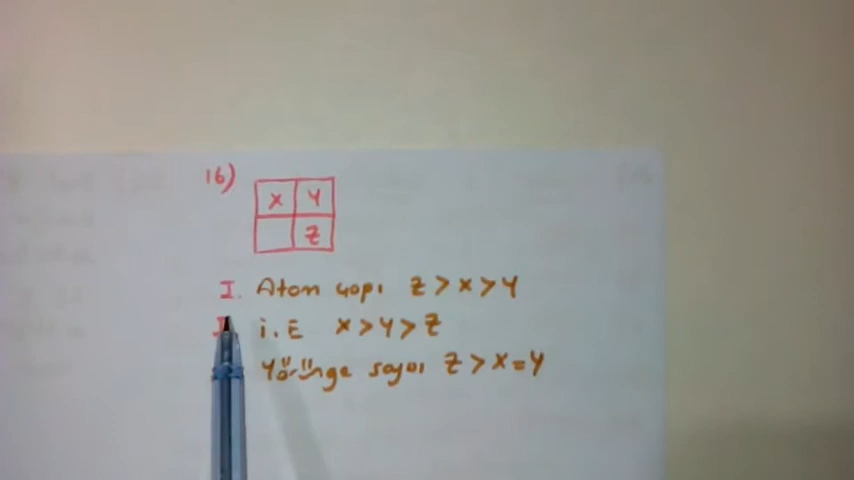 16)
X Y
Z
I. Atom çapı Z > X > Y
I i.E X > Y > Z
Yörünge sayısı Z > X = Y